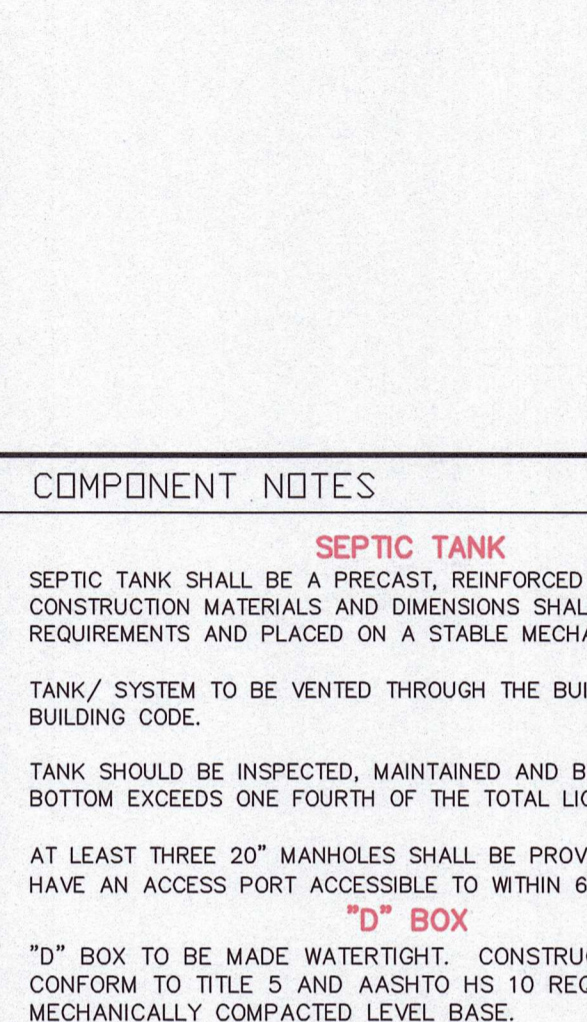 COMPONENT NOTES
SEPTIC TANK
SEPTIC TANK SHALL BE A PRECAST, REINFORCED
CONSTRUCTION MATERIALS AND DIMENSIONS SHAL
REQUIREMENTS AND PLACED ON A STABLE MECHA
TANK/ SYSTEM TO BE VENTED THROUGH THE BUI
BUILDING CODE.
TANK SHOULD BE INSPECTED, MAINTAINED AND B
BOTTOM EXCEEDS ONE FOURTH OF THE TOTAL LI
AT LEAST THREE 20" MANHOLES SHALL BE PROV
HAVE AN ACCESS PORT ACCESSIBLE TO WITHIN 6
"D" BOX
"D" BOX TO BE MADE WATERTIGHT. CONSTRU
CONFORM TO TITLE 5 AND AASHTO HS 10 REQ
MECHANICALLY COMPACTED LEVEL BASE.